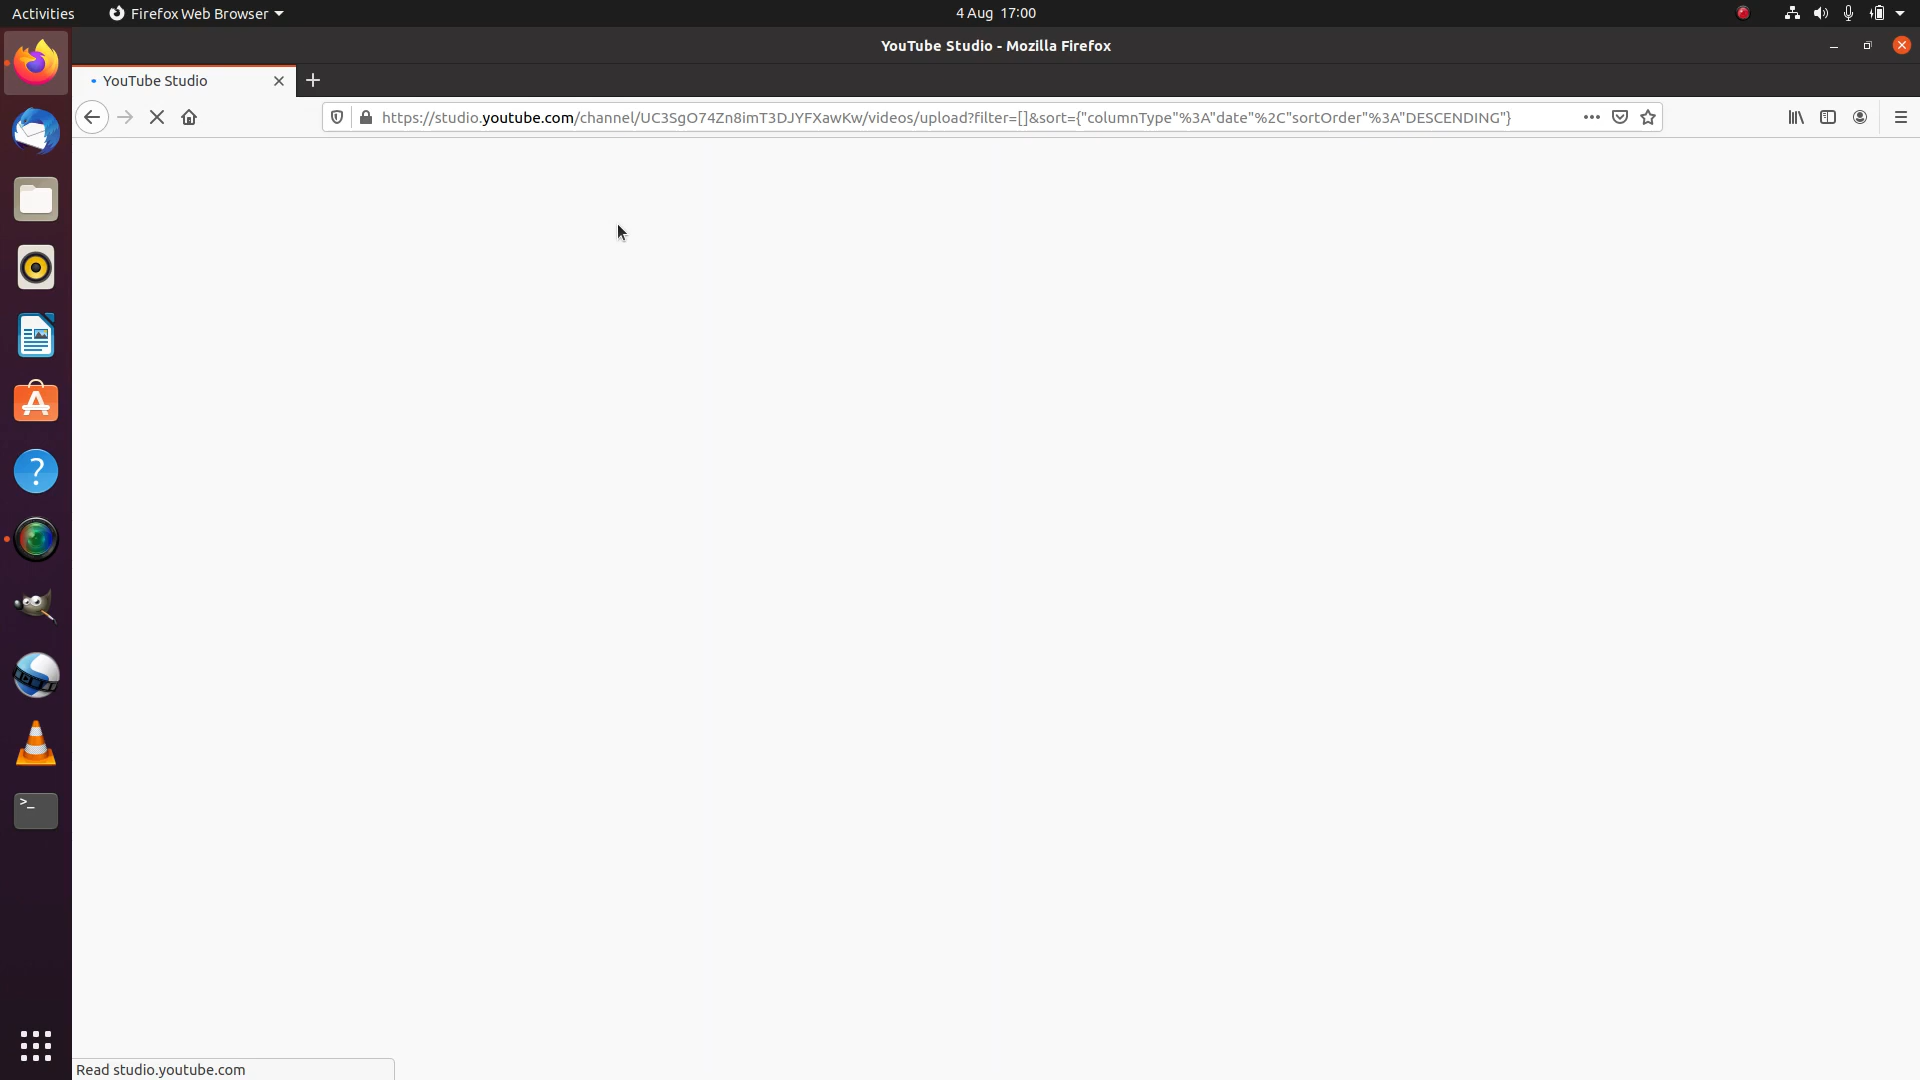 Activities Firefox Web Browser 4 Aug 17:00
YouTube Studio - Mozilla Firefox
YouTube Studio
https://studio.youtube.com/channel/UC3SgO74Zn8imT3DJYFXawKw/videos/upload?filter=[]&sort={"columnType"%3A"date"%2C"sortOrder"%3A"DESCENDING"}
Read studio.youtube.com